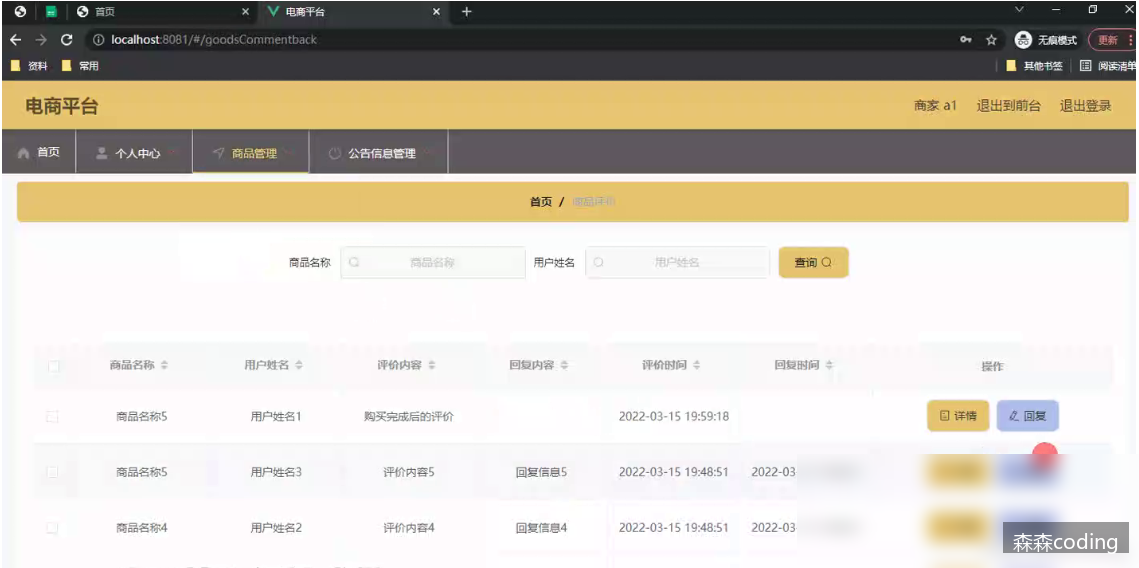 首页 电商平台
localhost:8081/#/goodsCommentback 无痕模式 更新
资料 常用 其他书签 阅读清单
电商平台 商家 a1 退出到前台 退出登录
首页 个人中心 商品管理 公告信息管理
首页 / 商品评价
商品名称 商品名称 用户姓名 用户姓名 查询
商品名称 用户姓名 评价内容 回复内容 评价时间 回复时间 操作
商品名称5 用户姓名1 购买完成后的评价 2022-03-15 19:59:18 详情 回复
商品名称5 用户姓名3 评价内容5 回复信息5 2022-03-15 19:48:51 2022-03
商品名称4 用户姓名2 评价内容4 回复信息4 2022-03-15 19:48:51 2022-03
森森coding